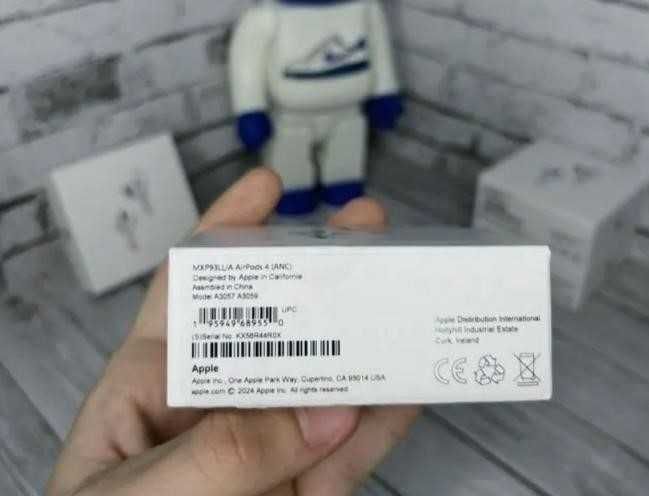 MXP93LL/A AirPods 4 (ANC)
Designed by Apple in California
Assembled in China
Model A3057 A3059
UPC
1 95949 68955 0
(S)Serial No. KX56R44R0X
Apple
Apple Inc., One Apple Park Way, Cupertino, CA 95014 USA
apple.com © 2024 Apple Inc. All rights reserved.
Apple Distribution International
Hollyhill Industrial Estate
Cork, Ireland
CE